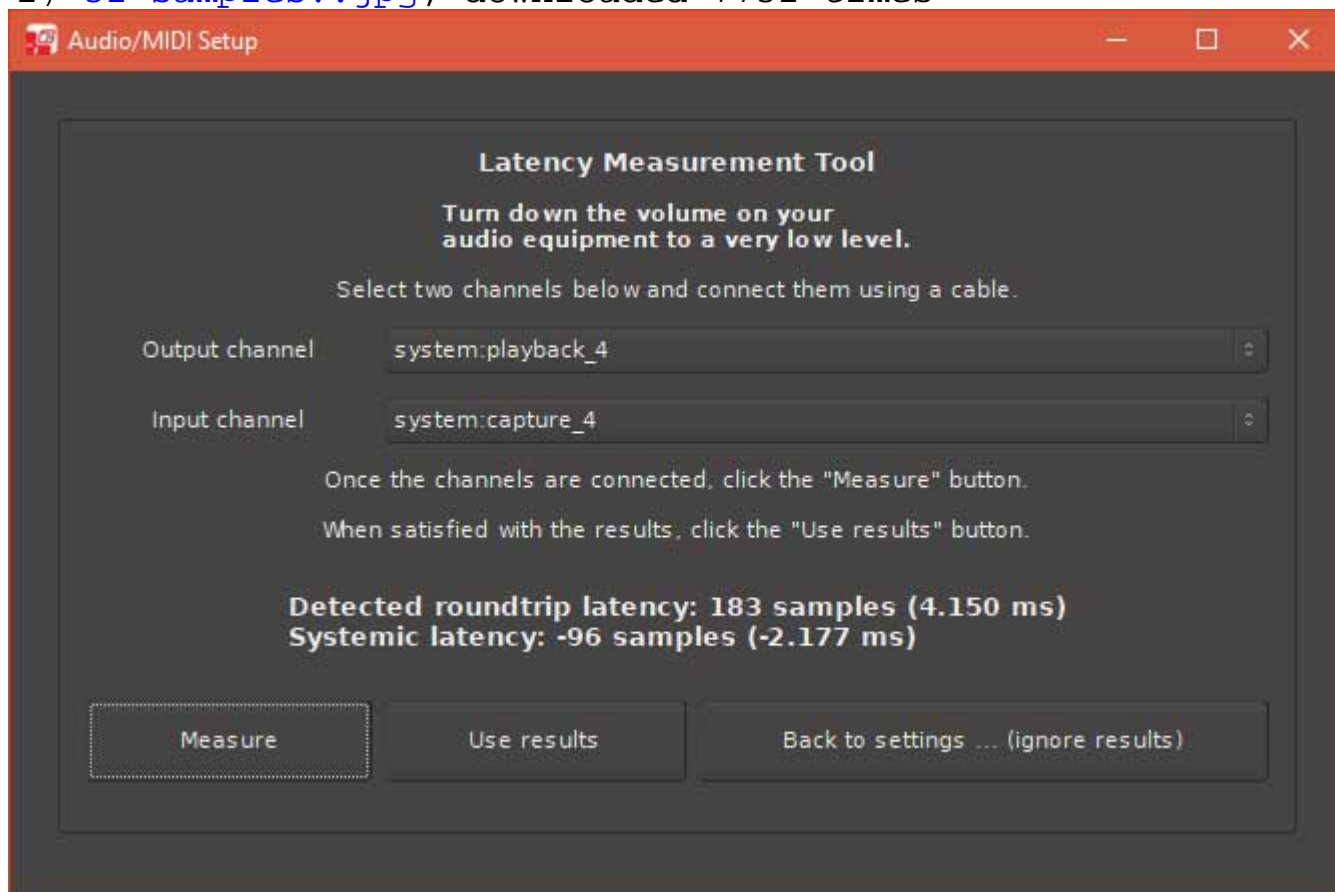 Audio/MIDI Setup
Latency Measurement Tool
Turn down the volume on your
audio equipment to a very low level.
Select two channels below and connect them using a cable.
Output channel system:playback_4
Input channel system:capture_4
Once the channels are connected, click the "Measure" button.
When satisfied with the results, click the "Use results" button.
Detected roundtrip latency: 183 samples (4.150 ms)
Systemic latency: -96 samples (-2.177 ms)
Measure Use results Back to settings ... (ignore results)